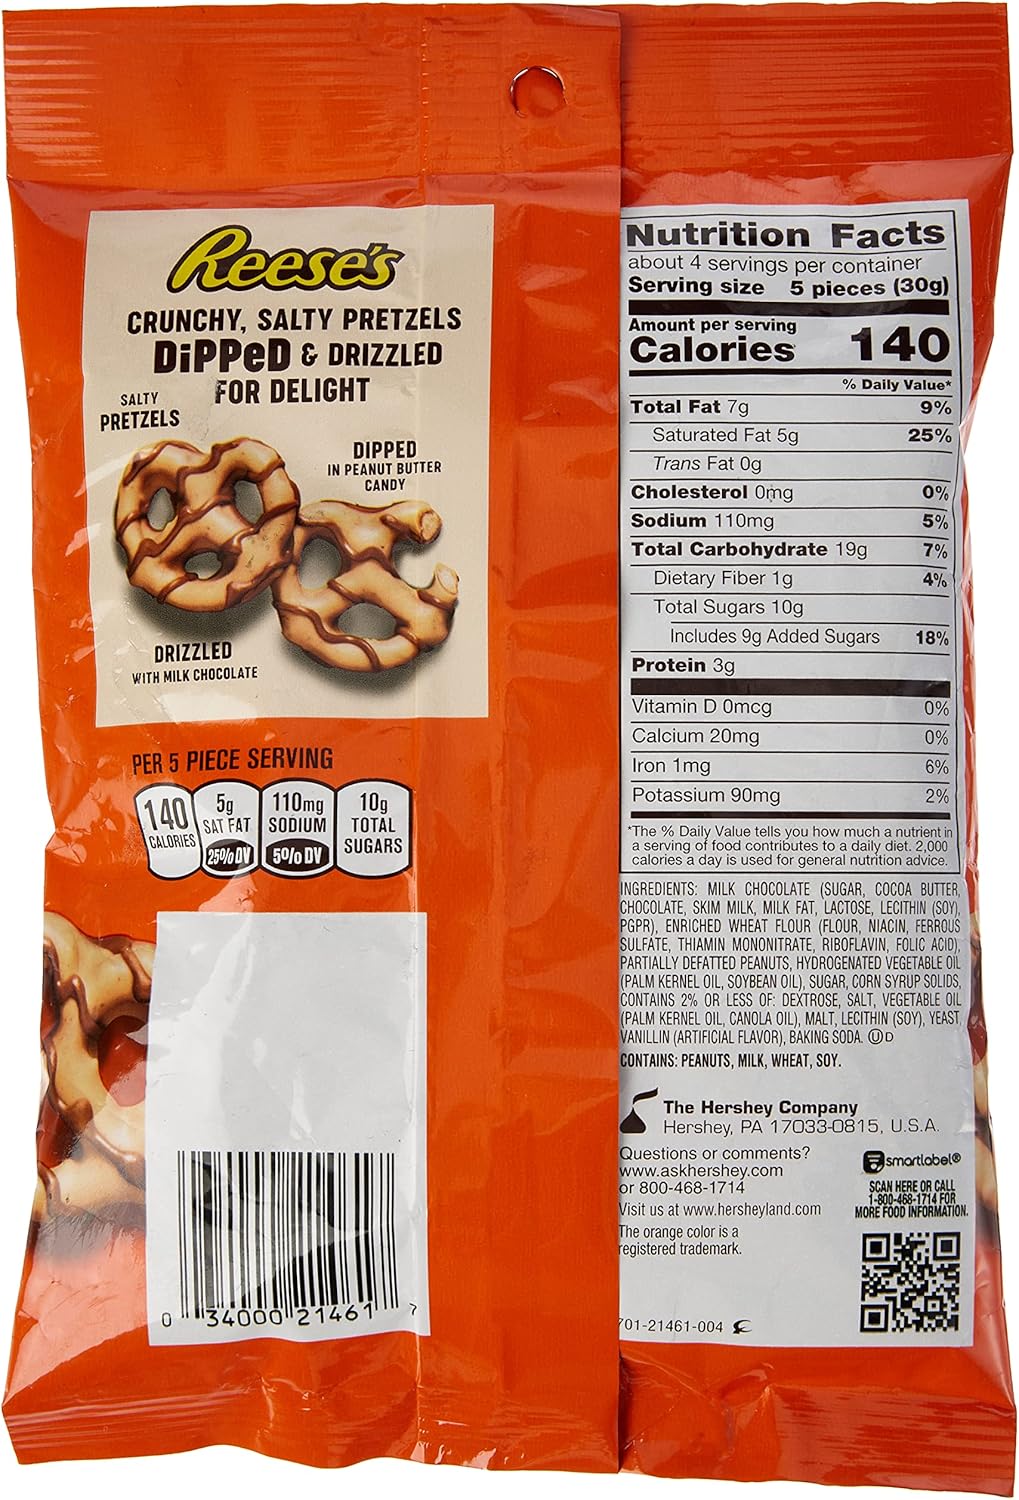 Reese's
CRUNCHY, SALTY PRETZELS
DiPPeD & DRIZZLED
FOR DELIGHT
SALTY
PRETZELS
DIPPED
IN PEANUT BUTTER
CANDY
DRIZZLED
WITH MILK CHOCOLATE
PER 5 PIECE SERVING
140
CALORIES
5g
SAT FAT
25% DV
110mg
SODIUM
5% DV
10g
TOTAL
SUGARS
0 34000 21461 7
Nutrition Facts
about 4 servings per container
Serving size 5 pieces (30g)
Amount per serving
Calories 140
% Daily Value*
Total Fat 7g 9%
Saturated Fat 5g 25%
Trans Fat 0g
Cholesterol 0mg 0%
Sodium 110mg 5%
Total Carbohydrate 19g 7%
Dietary Fiber 1g 4%
Total Sugars 10g
Includes 9g Added Sugars 18%
Protein 3g
Vitamin D 0mcg 0%
Calcium 20mg 0%
Iron 1mg 6%
Potassium 90mg 2%
*The % Daily Value tells you how much a nutrient in
a serving of food contributes to a daily diet. 2,000
calories a day is used for general nutrition advice.
INGREDIENTS: MILK CHOCOLATE (SUGAR, COCOA BUTTER,
CHOCOLATE, SKIM MILK, MILK FAT, LACTOSE, LECITHIN (SOY),
PGPR), ENRICHED WHEAT FLOUR (FLOUR, NIACIN, FERROUS
SULFATE, THIAMIN MONONITRATE, RIBOFLAVIN, FOLIC ACID),
PARTIALLY DEFATTED PEANUTS, HYDROGENATED VEGETABLE OIL
(PALM KERNEL OIL, SOYBEAN OIL), SUGAR, CORN SYRUP SOLIDS,
CONTAINS 2% OR LESS OF: DEXTROSE, SALT, VEGETABLE OIL
(PALM KERNEL OIL, CANOLA OIL), MALT, LECITHIN (SOY), YEAST,
VANILLIN (ARTIFICIAL FLAVOR), BAKING SODA. Ⓤ D
CONTAINS: PEANUTS, MILK, WHEAT, SOY.
The Hershey Company
Hershey, PA 17033-0815, U.S.A.
Questions or comments?
www.askhershey.com
or 800-468-1714
Visit us at www.hersheyland.com
The orange color is a
registered trademark.
smartlabel®
SCAN HERE OR CALL
1-800-468-1714 FOR
MORE FOOD INFORMATION.
701-21461-004